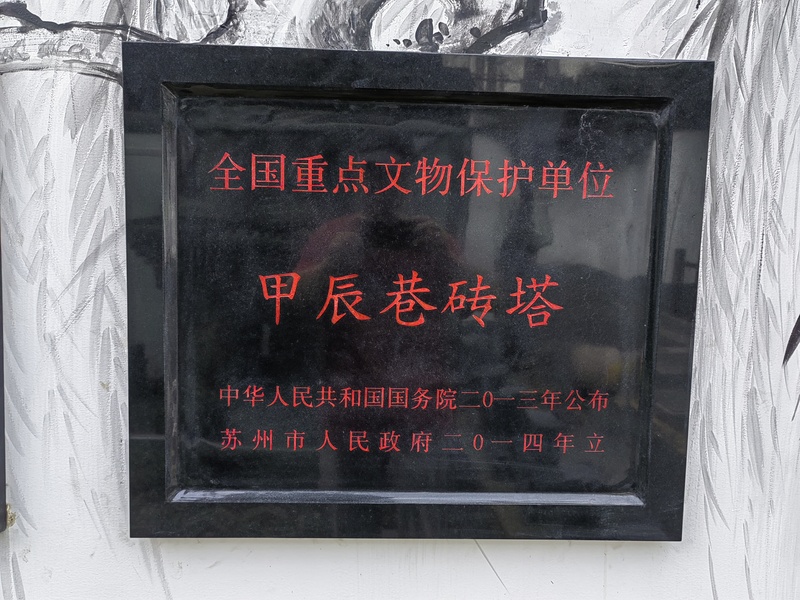 全国重点文物保护单位
甲辰巷砖塔
中华人民共和国国务院二0一三年公布
苏州市人民政府二0一四年立